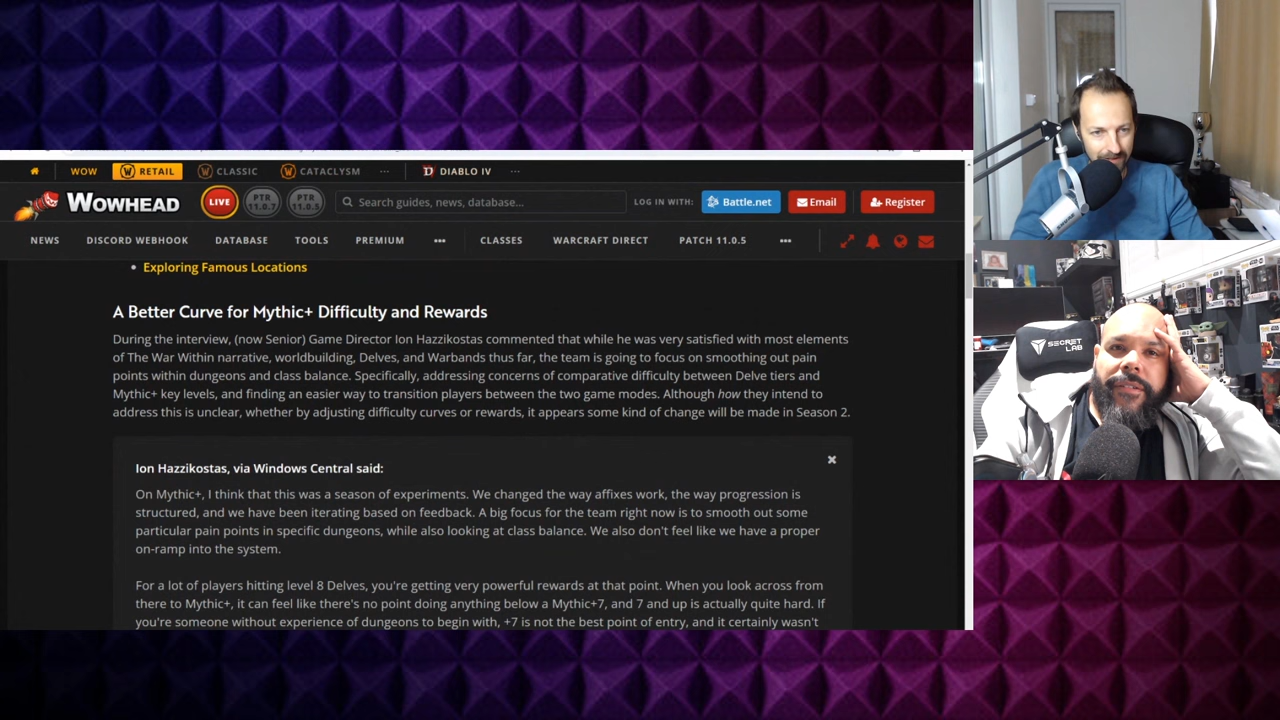 WOW
RETAIL
CLASSIC
CATACLYSM
DIABLO IV
WOWHEAD
LIVE
PTR 11.0.7
PTR 11.0.5
Search guides, news, database...
LOG IN WITH:
Battle.net
Email
Register
NEWS
DISCORD WEBHOOK
DATABASE
TOOLS
PREMIUM
CLASSES
WARCRAFT DIRECT
PATCH 11.0.5
Exploring Famous Locations
A Better Curve for Mythic+ Difficulty and Rewards
During the interview, (now Senior) Game Director Ion Hazzikostas commented that while he was very satisfied with most elements
of The War Within narrative, worldbuilding, Delves, and Warbands thus far, the team is going to focus on smoothing out pain
points within dungeons and class balance. Specifically, addressing concerns of comparative difficulty between Delve tiers and
Mythic+ key levels, and finding an easier way to transition players between the two game modes. Although how they intend to
address this is unclear, whether by adjusting difficulty curves or rewards, it appears some kind of change will be made in Season 2.
Ion Hazzikostas, via Windows Central said:
On Mythic+, I think that this was a season of experiments. We changed the way affixes work, the way progression is
structured, and we have been iterating based on feedback. A big focus for the team right now is to smooth out some
particular pain points in specific dungeons, while also looking at class balance. We also don't feel like we have a proper
on-ramp into the system.
For a lot of players hitting level 8 Delves, you're getting very powerful rewards at that point. When you look across from
there to Mythic+, it can feel like there's no point doing anything below a Mythic+7, and 7 and up is actually quite hard. If
you're someone without experience of dungeons to begin with, +7 is not the best point of entry, and it certainly wasn't
SECRET
LAB